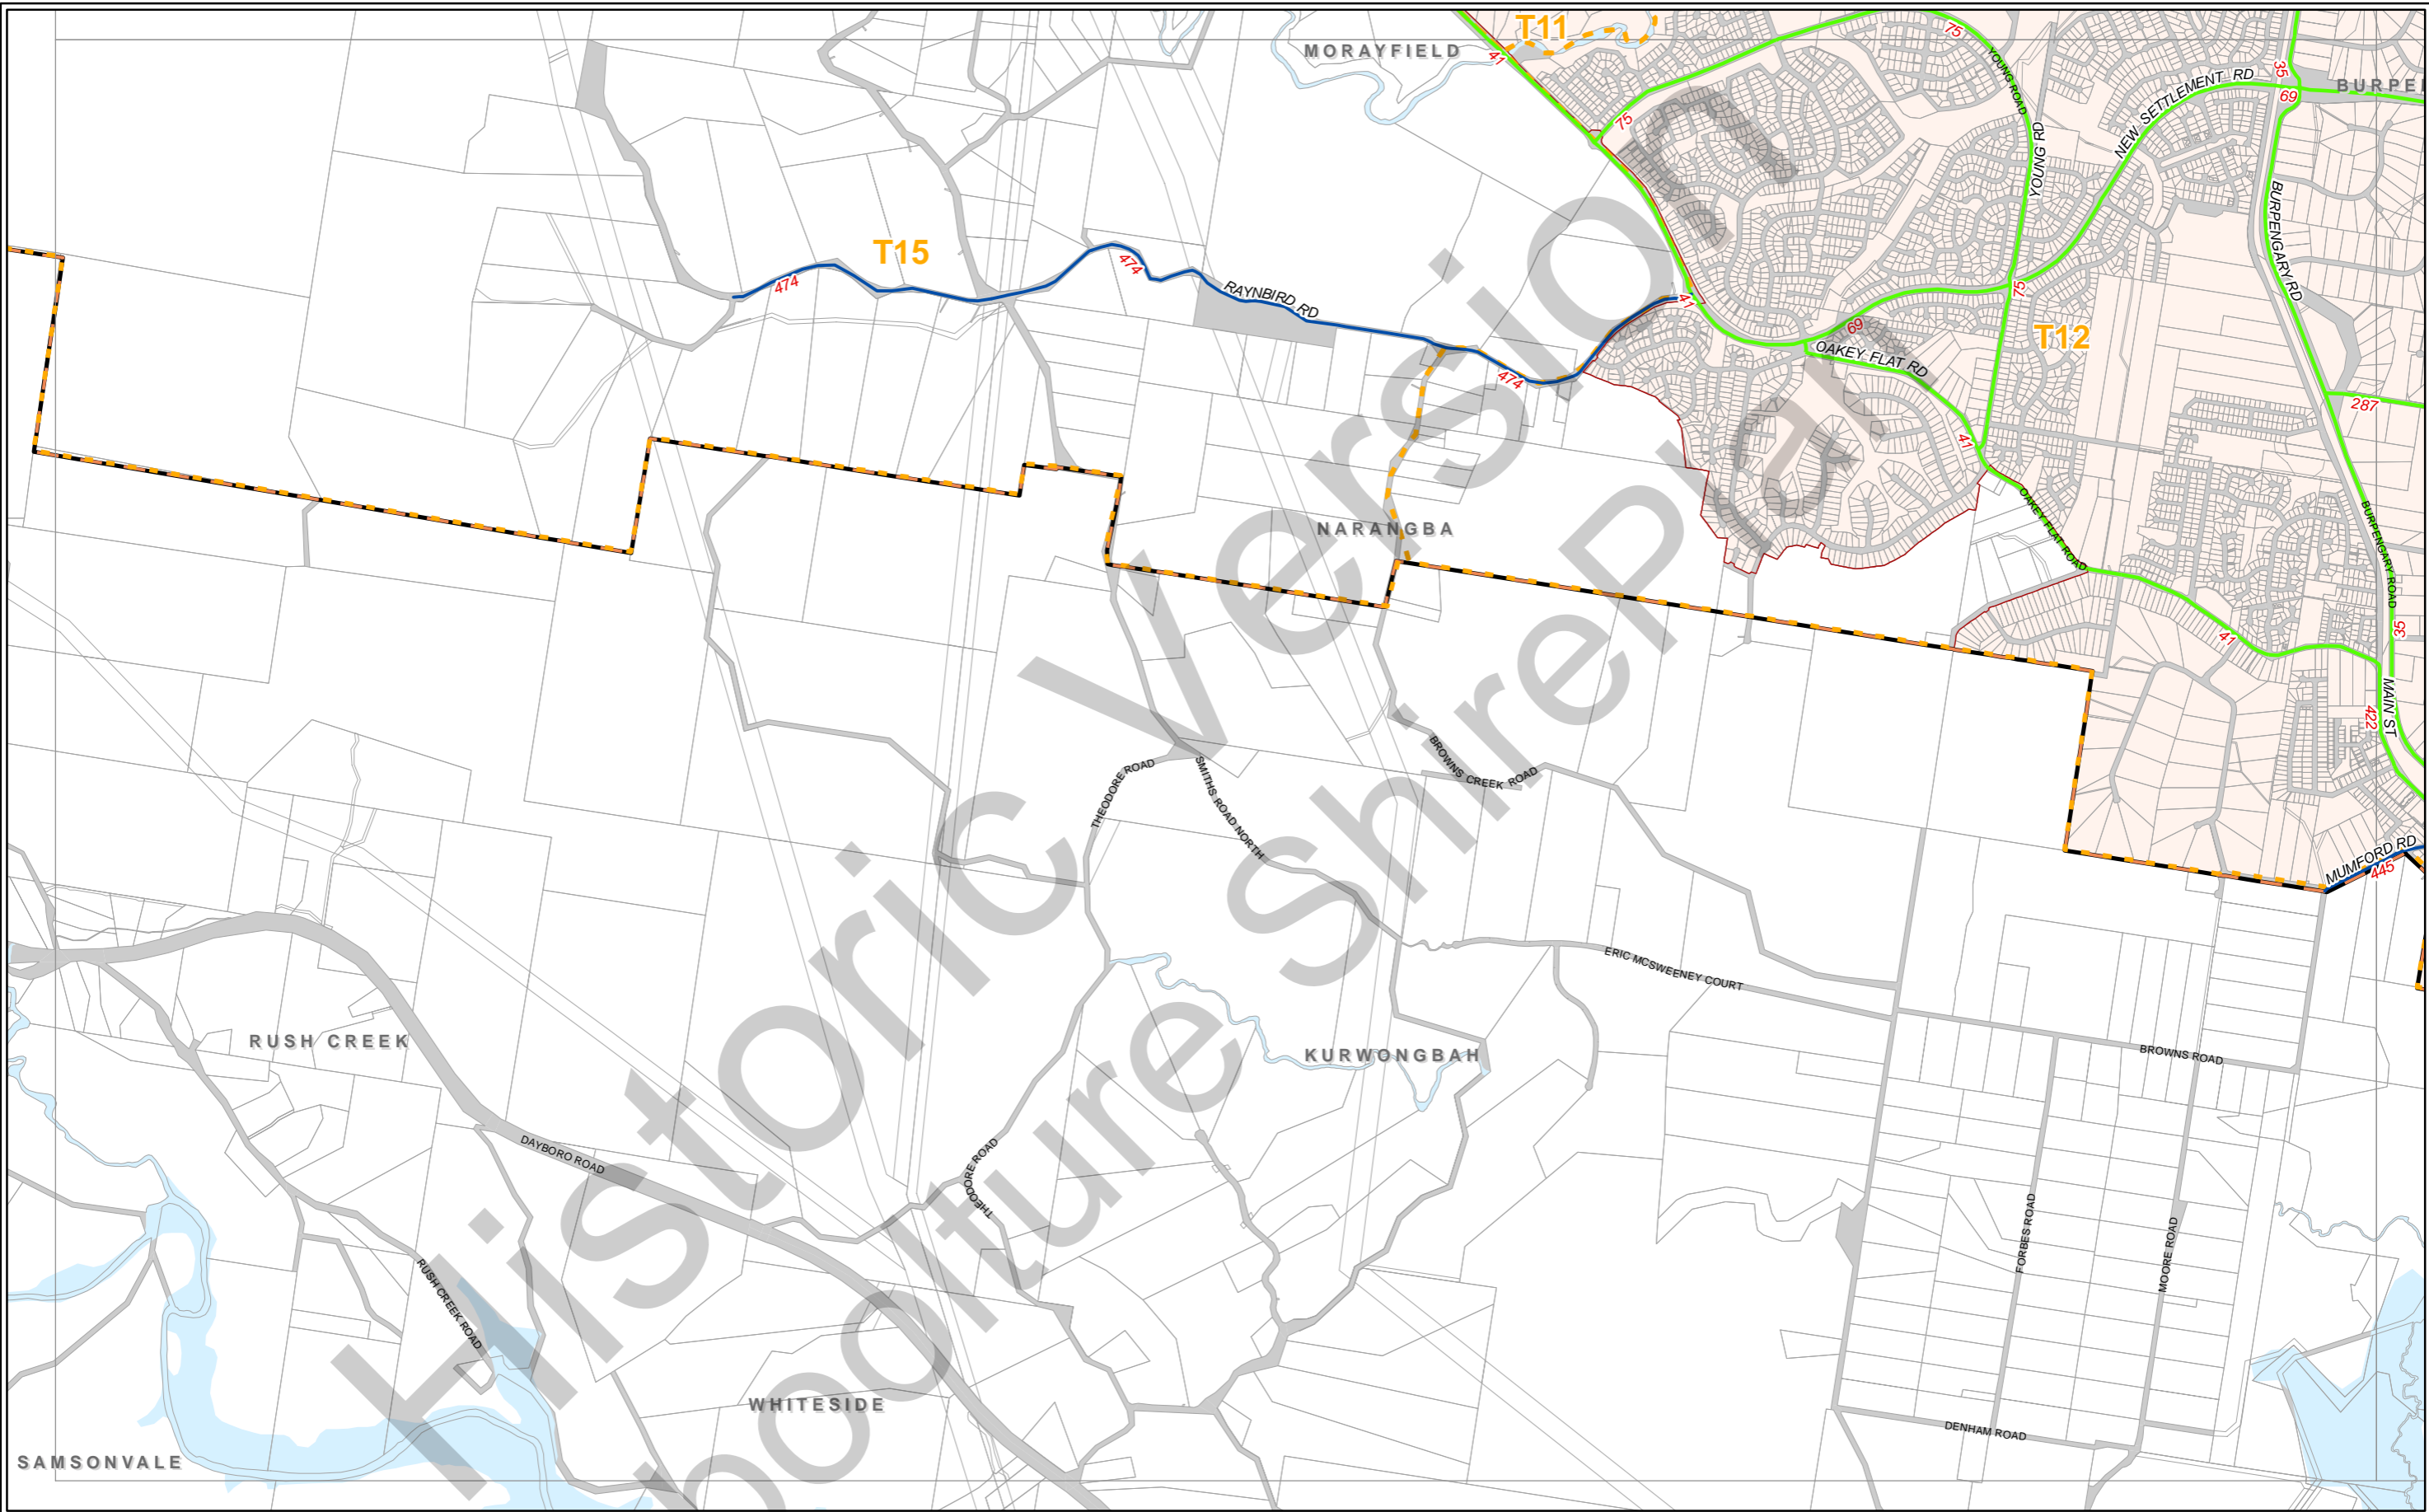 T11
MORAYFIELD
41
75
YOUNG ROAD
35
NEW SETTLEMENT RD
69
BURPE
75
YOUNG RD
BURPENGARY RD
T15
474
474
RAYNBIRD RD
41
75
69
T12
OAKEY FLAT RD
474
287
41
OAKEY FLAT ROAD
BURPENGARY ROAD
NARANGBA
41
35
MAIN ST
422
THEODORE ROAD
SMITHS ROAD NORTH
BROWNS CREEK ROAD
MUMFORD RD
445
ERIC MCSWEENEY COURT
RUSH CREEK
KURWONGBAH
BROWNS ROAD
DAYBORO ROAD
THEODORE ROAD
FORBES ROAD
MOORE ROAD
RUSH CREEK ROAD
WHITESIDE
DENHAM ROAD
SAMSONVALE
Historic Version
boolture ShirePlan